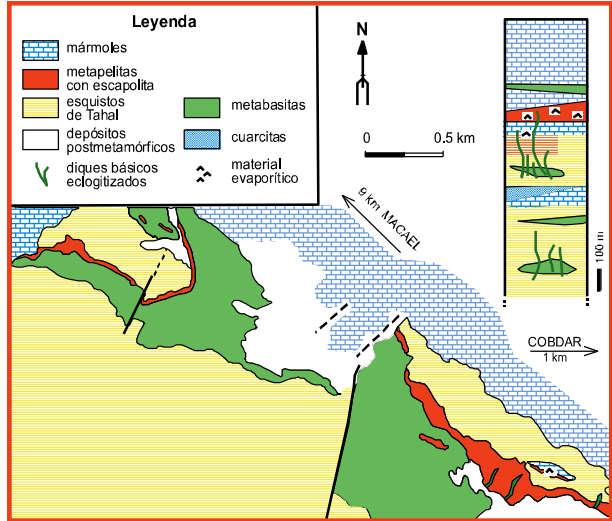 Leyenda
mármoles
metapelitas
con escapolita
esquistos
de Tahal
metabasitas
depósitos
postmetamórficos
cuarcitas
diques básicos
eclogitizados
material
evaporítico
N
0 0.5 km
9 km MACAEL
COBDAR
1 km
100 m